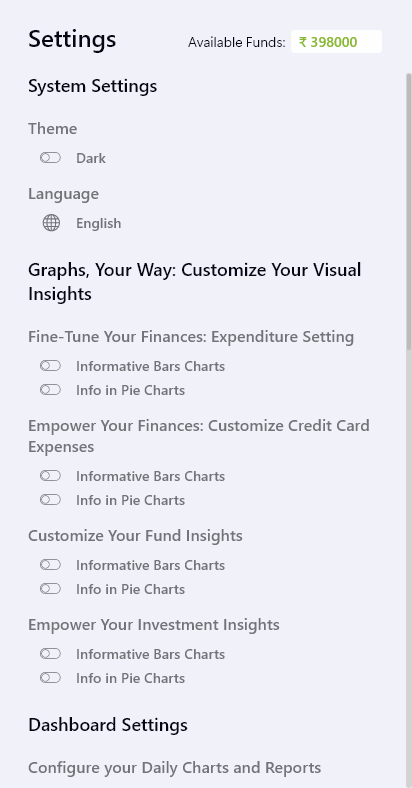 Settings
Available Funds: ₹ 398000
System Settings
Theme
Dark
Language
English
Graphs, Your Way: Customize Your Visual
Insights
Fine-Tune Your Finances: Expenditure Setting
Informative Bars Charts
Info in Pie Charts
Empower Your Finances: Customize Credit Card
Expenses
Informative Bars Charts
Info in Pie Charts
Customize Your Fund Insights
Informative Bars Charts
Info in Pie Charts
Empower Your Investment Insights
Informative Bars Charts
Info in Pie Charts
Dashboard Settings
Configure your Daily Charts and Reports